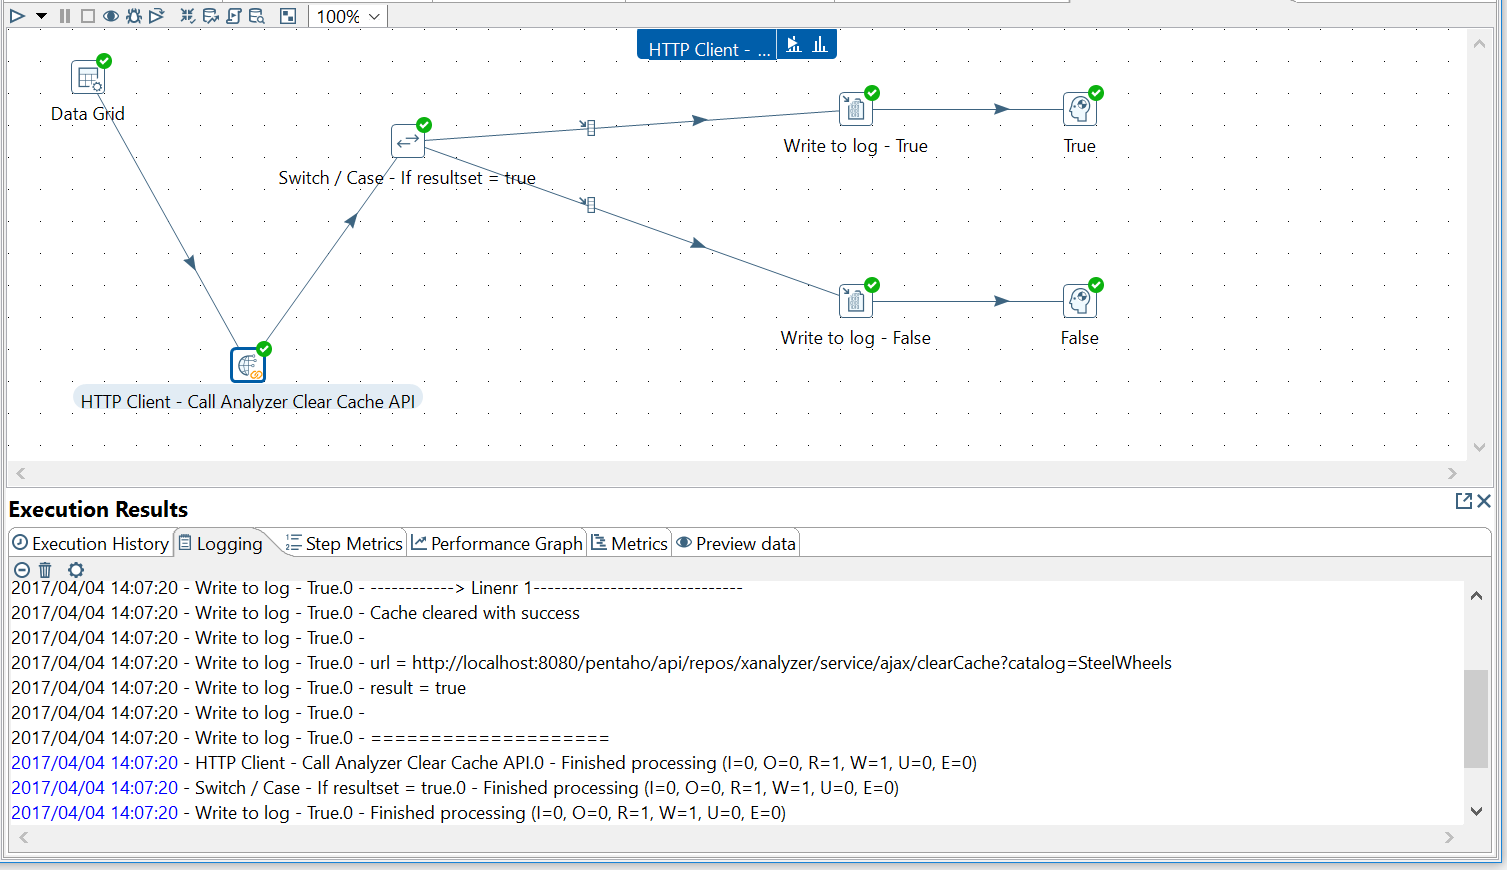 100%
HTTP Client - ...
Data Grid
Switch / Case - If resultset = true
Write to log - True
True
Write to log - False
False
HTTP Client - Call Analyzer Clear Cache API
Execution Results
Execution History Logging Step Metrics Performance Graph Metrics Preview data
2017/04/04 14:07:20 - Write to log - True.0 - ------------> Linenr 1------------------------------
2017/04/04 14:07:20 - Write to log - True.0 - Cache cleared with success
2017/04/04 14:07:20 - Write to log - True.0 -
2017/04/04 14:07:20 - Write to log - True.0 - url = http://localhost:8080/pentaho/api/repos/xanalyzer/service/ajax/clearCache?catalog=SteelWheels
2017/04/04 14:07:20 - Write to log - True.0 - result = true
2017/04/04 14:07:20 - Write to log - True.0 -
2017/04/04 14:07:20 - Write to log - True.0 - ====================
2017/04/04 14:07:20 - HTTP Client - Call Analyzer Clear Cache API.0 - Finished processing (I=0, O=0, R=1, W=1, U=0, E=0)
2017/04/04 14:07:20 - Switch / Case - If resultset = true.0 - Finished processing (I=0, O=0, R=1, W=1, U=0, E=0)
2017/04/04 14:07:20 - Write to log - True.0 - Finished processing (I=0, O=0, R=1, W=1, U=0, E=0)